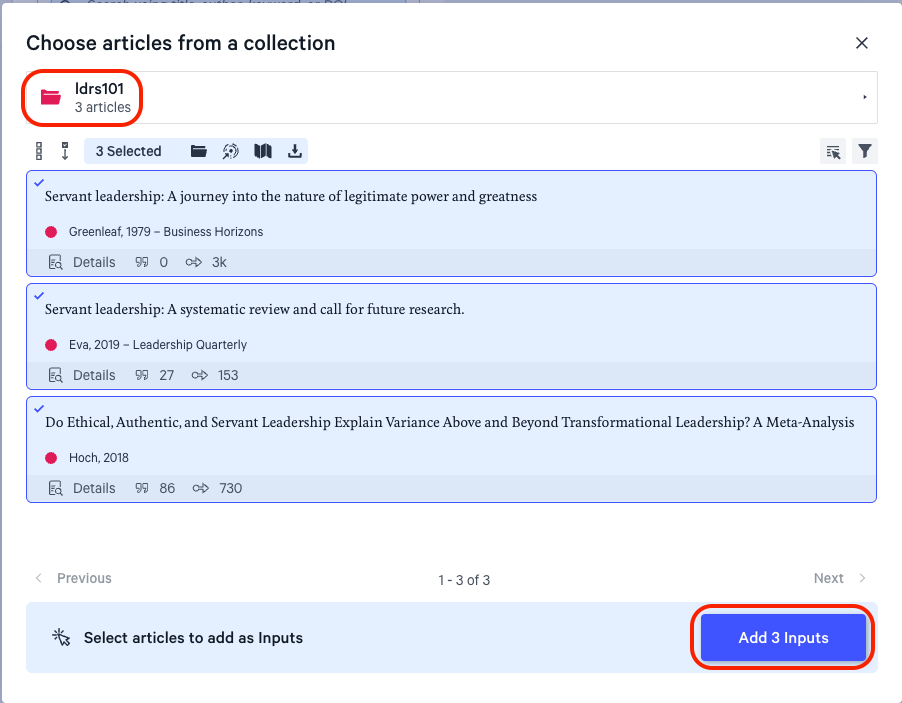 Choose articles from a collection
ldrs101
3 articles
3 Selected
Servant leadership: A journey into the nature of legitimate power and greatness
Greenleaf, 1979 – Business Horizons
Details 0 3k
Servant leadership: A systematic review and call for future research.
Eva, 2019 – Leadership Quarterly
Details 27 153
Do Ethical, Authentic, and Servant Leadership Explain Variance Above and Beyond Transformational Leadership? A Meta-Analysis
Hoch, 2018
Details 86 730
Previous 1 - 3 of 3 Next
Select articles to add as Inputs Add 3 Inputs